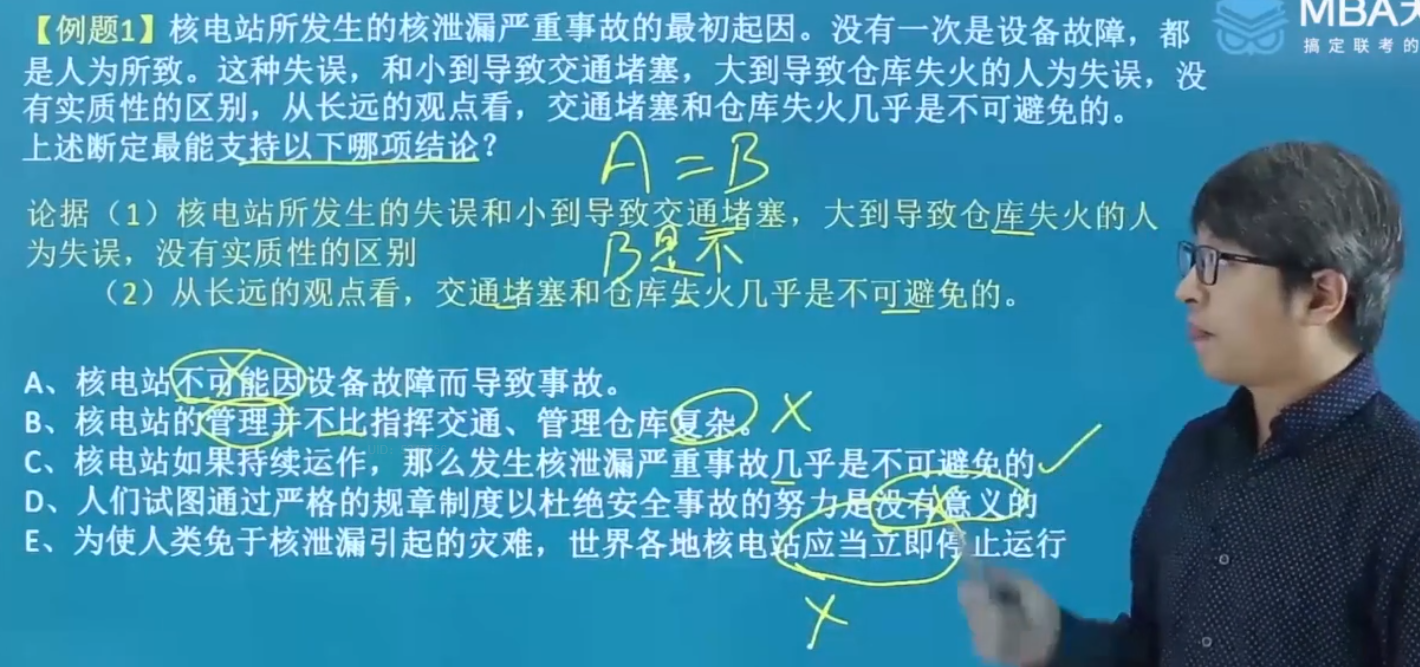 【例题1】核电站所发生的核泄漏严重事故的最初起因。没有一次是设备故障，都
是人为所致。这种失误，和小到导致交通堵塞，大到导致仓库失火的人为失误，没
有实质性的区别，从长远的观点看，交通堵塞和仓库失火几乎是不可避免的。
上述断定最能支持以下哪项结论？
A=B
论据（1）核电站所发生的失误和小到导致交通堵塞，大到导致仓库失火的人
为失误，没有实质性的区别
B是不
（2）从长远的观点看，交通堵塞和仓库失火几乎是不可避免的。
A、核电站不可能因设备故障而导致事故。
B、核电站的管理并不比指挥交通、管理仓库复杂。
C、核电站如果持续运作，那么发生核泄漏严重事故几乎是不可避免的
D、人们试图通过严格的规章制度以杜绝安全事故的努力是没有意义的
E、为使人类免于核泄漏引起的灾难，世界各地核电站应当立即停止运行
MBA
搞定联考的